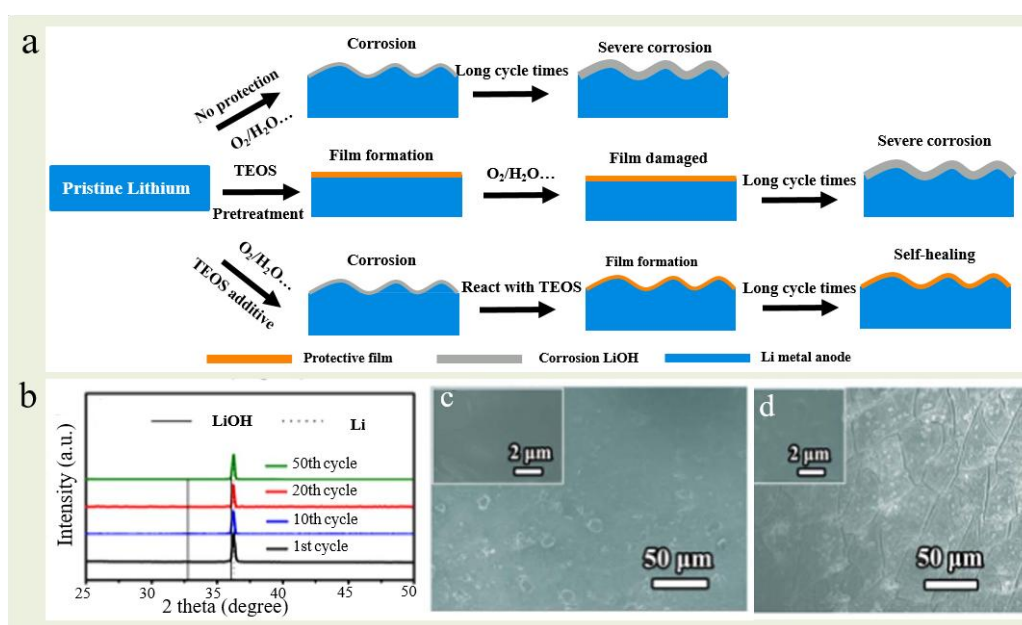 a
Corrosion
Severe corrosion
No protection
O₂/H₂O...
Long cycle times
Severe corrosion
Pristine Lithium
TEOS
Pretreatment
Film formation
O₂/H₂O...
Film damaged
Long cycle times
O₂/H₂O...
TEOS additive
Corrosion
React with TEOS
Film formation
Long cycle times
Self-healing
Protective film
Corrosion LiOH
Li metal anode
b
Intensity (a.u.)
LiOH
Li
50th cycle
20th cycle
10th cycle
1st cycle
25 30 35 40 45 50
2 theta (degree)
c
2 μm
50 μm
d
2 μm
50 μm